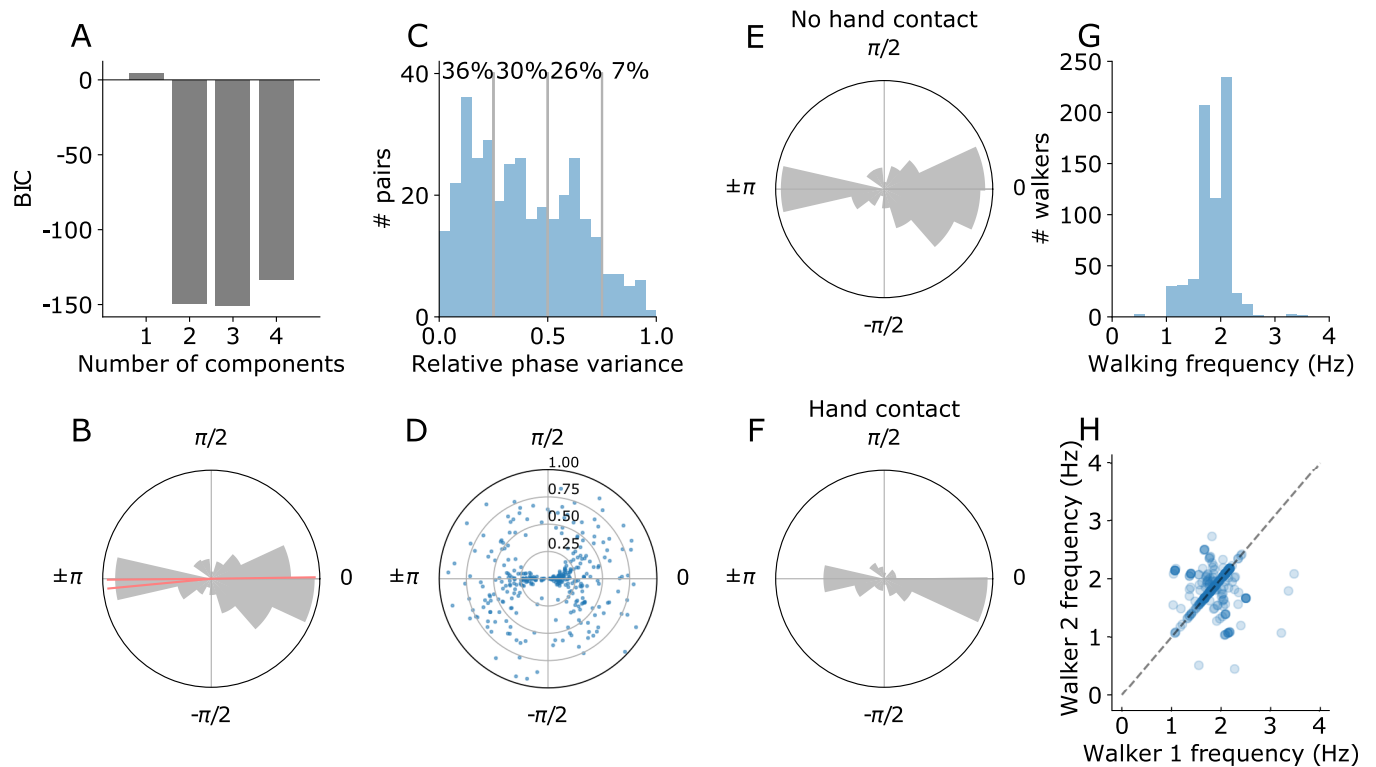 A
0
-50
-100
-150
BIC
1 2 3 4
Number of components
C
36% 30% 26% 7%
40
20
0
# pairs
0.0 0.5 1.0
Relative phase variance
E
No hand contact
π/2
±π
0
-π/2
G
250
200
150
100
50
0
# walkers
0 1 2 3 4
Walking frequency (Hz)
B
π/2
±π
0
-π/2
D
π/2
1.00
0.75
0.50
0.25
±π
0
-π/2
F
Hand contact
π/2
±π
0
-π/2
H
4
3
2
1
0
Walker 2 frequency (Hz)
0 1 2 3 4
Walker 1 frequency (Hz)